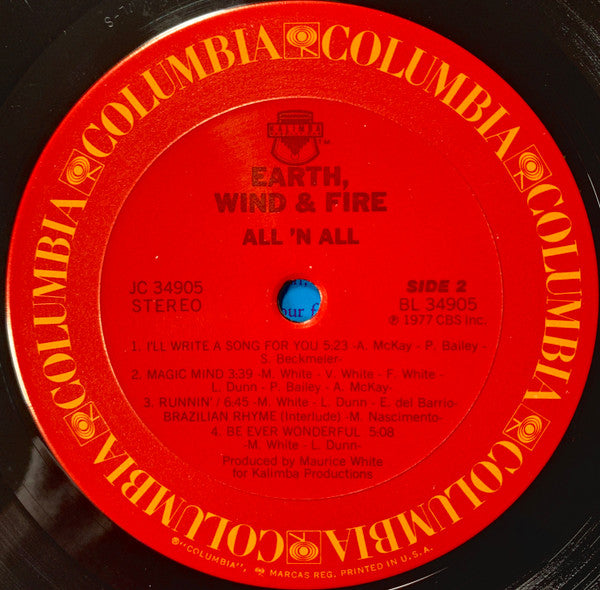 COLUMBIA COLUMBIA COLUMBIA COLUMBIA COLUMBIA COLUMBIA
EARTH,
WIND & FIRE
ALL 'N ALL
JC 34905
STEREO
SIDE 2
BL 34905
℗ 1977 CBS Inc.
our f
1. I'LL WRITE A SONG FOR YOU 5:23 -A. McKay - P. Bailey -
S. Beckmeier-
2. MAGIC MIND 3:39 -M. White - V. White - F. White -
L. Dunn - P. Bailey - A. McKay-
3. RUNNIN' / 6:45 -M. White - L. Dunn - E. del Barrio-
BRAZILIAN RHYME (Interlude) -M. Nascimento-
4. BE EVER WONDERFUL 5:08
-M. White - L. Dunn-
Produced by Maurice White
for Kalimba Productions
®"COLUMBIA", MARCAS REG. PRINTED IN U.S.A.